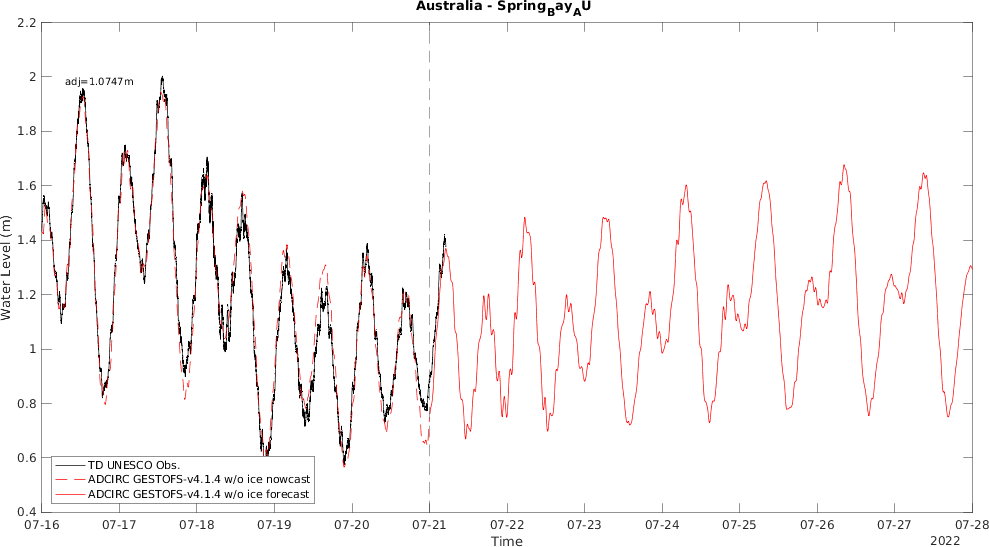 Australia - SpringBayAU
adj=1.0747m
2.2
2
1.8
1.6
1.4
1.2
1
0.8
0.6
0.4
Water Level (m)
TD UNESCO Obs.
ADCIRC GESTOFS-v4.1.4 w/o ice nowcast
ADCIRC GESTOFS-v4.1.4 w/o ice forecast
07-16 07-17 07-18 07-19 07-20 07-21 07-22 07-23 07-24 07-25 07-26 07-27 07-28
Time
2022